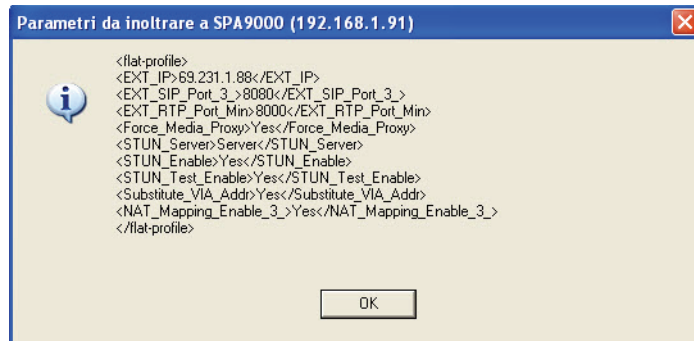 Parametri da inoltrare a SPA9000 (192.168.1.91)
<flat-profile>
<EXT_IP>69.231.1.88</EXT_IP>
<EXT_SIP_Port_3_>8080</EXT_SIP_Port_3_>
<EXT_RTP_Port_Min>8000</EXT_RTP_Port_Min>
<Force_Media_Proxy>Yes</Force_Media_Proxy>
<STUN_Server>Server</STUN_Server>
<STUN_Enable>Yes</STUN_Enable>
<STUN_Test_Enable>Yes</STUN_Test_Enable>
<Substitute_VIA_Addr>Yes</Substitute_VIA_Addr>
<NAT_Mapping_Enable_3_>Yes</NAT_Mapping_Enable_3_>
</flat-profile>
OK